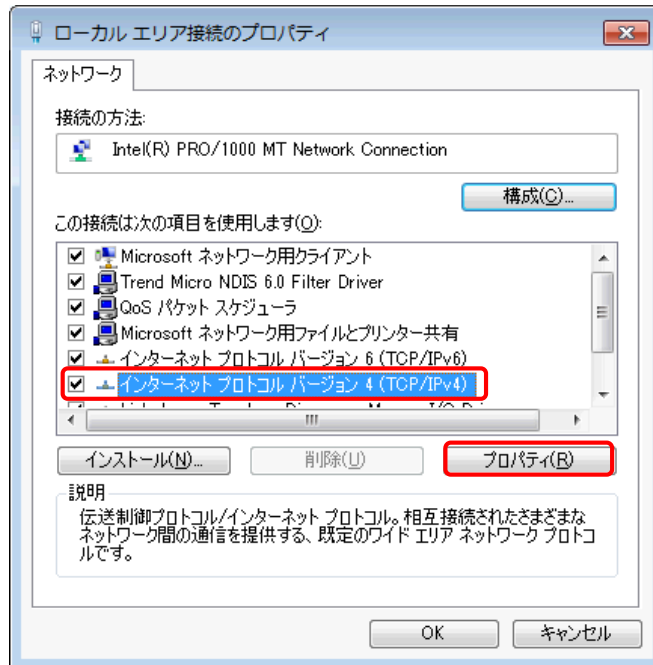 ローカル エリア接続のプロパティ
ネットワーク
接続の方法:
Intel(R) PRO/1000 MT Network Connection
構成(C)...
この接続は次の項目を使用します(O):
Microsoft ネットワーク用クライアント
Trend Micro NDIS 6.0 Filter Driver
QoS パケット スケジューラ
Microsoft ネットワーク用ファイルとプリンター共有
インターネット プロトコル バージョン 6 (TCP/IPv6)
インターネット プロトコル バージョン 4 (TCP/IPv4)
インストール(N)...
削除(U)
プロパティ(R)
説明
伝送制御プロトコル/インターネット プロトコル。相互接続されたさまざまな
ネットワーク間の通信を提供する、既定のワイド エリア ネットワーク プロトコ
ルです。
OK
キャンセル